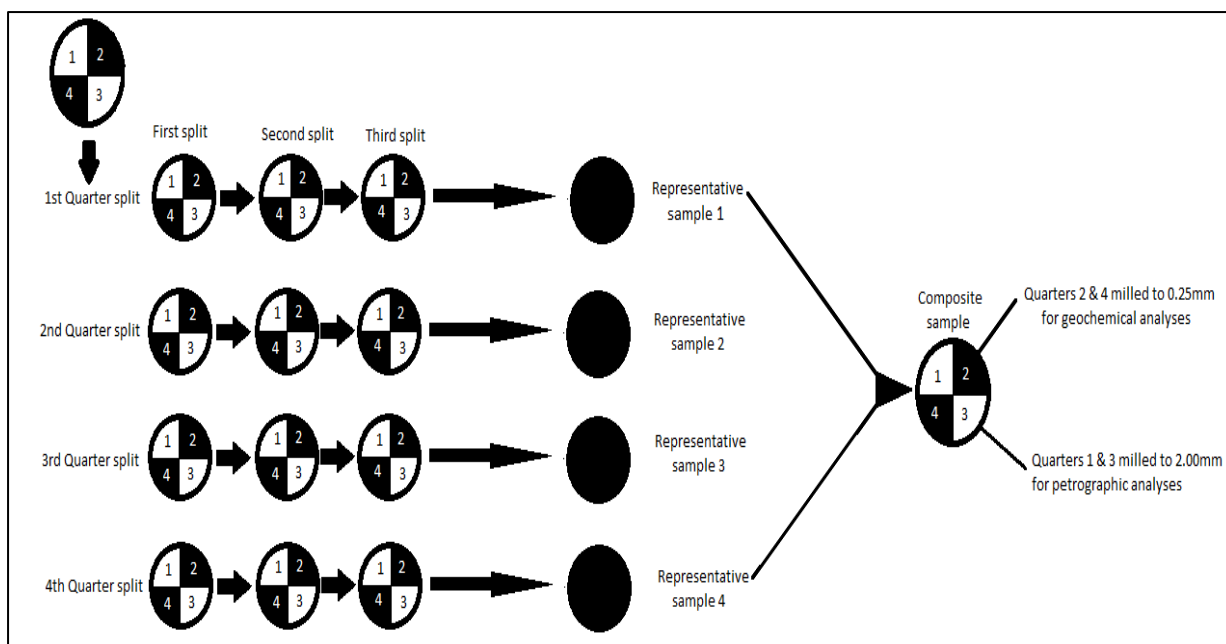 1 2
4 3
First split
Second split
Third split
1st Quarter split
1 2
4 3
1 2
4 3
1 2
4 3
Representative
sample 1
2nd Quarter split
1 2
4 3
1 2
4 3
1 2
4 3
Representative
sample 2
3rd Quarter split
1 2
4 3
1 2
4 3
1 2
4 3
Representative
sample 3
4th Quarter split
1 2
4 3
1 2
4 3
1 2
4 3
Representative
sample 4
Composite
sample
1 2
4 3
Quarters 2 & 4 milled to 0.25mm
for geochemical analyses
Quarters 1 & 3 milled to 2.00mm
for petrographic analyses